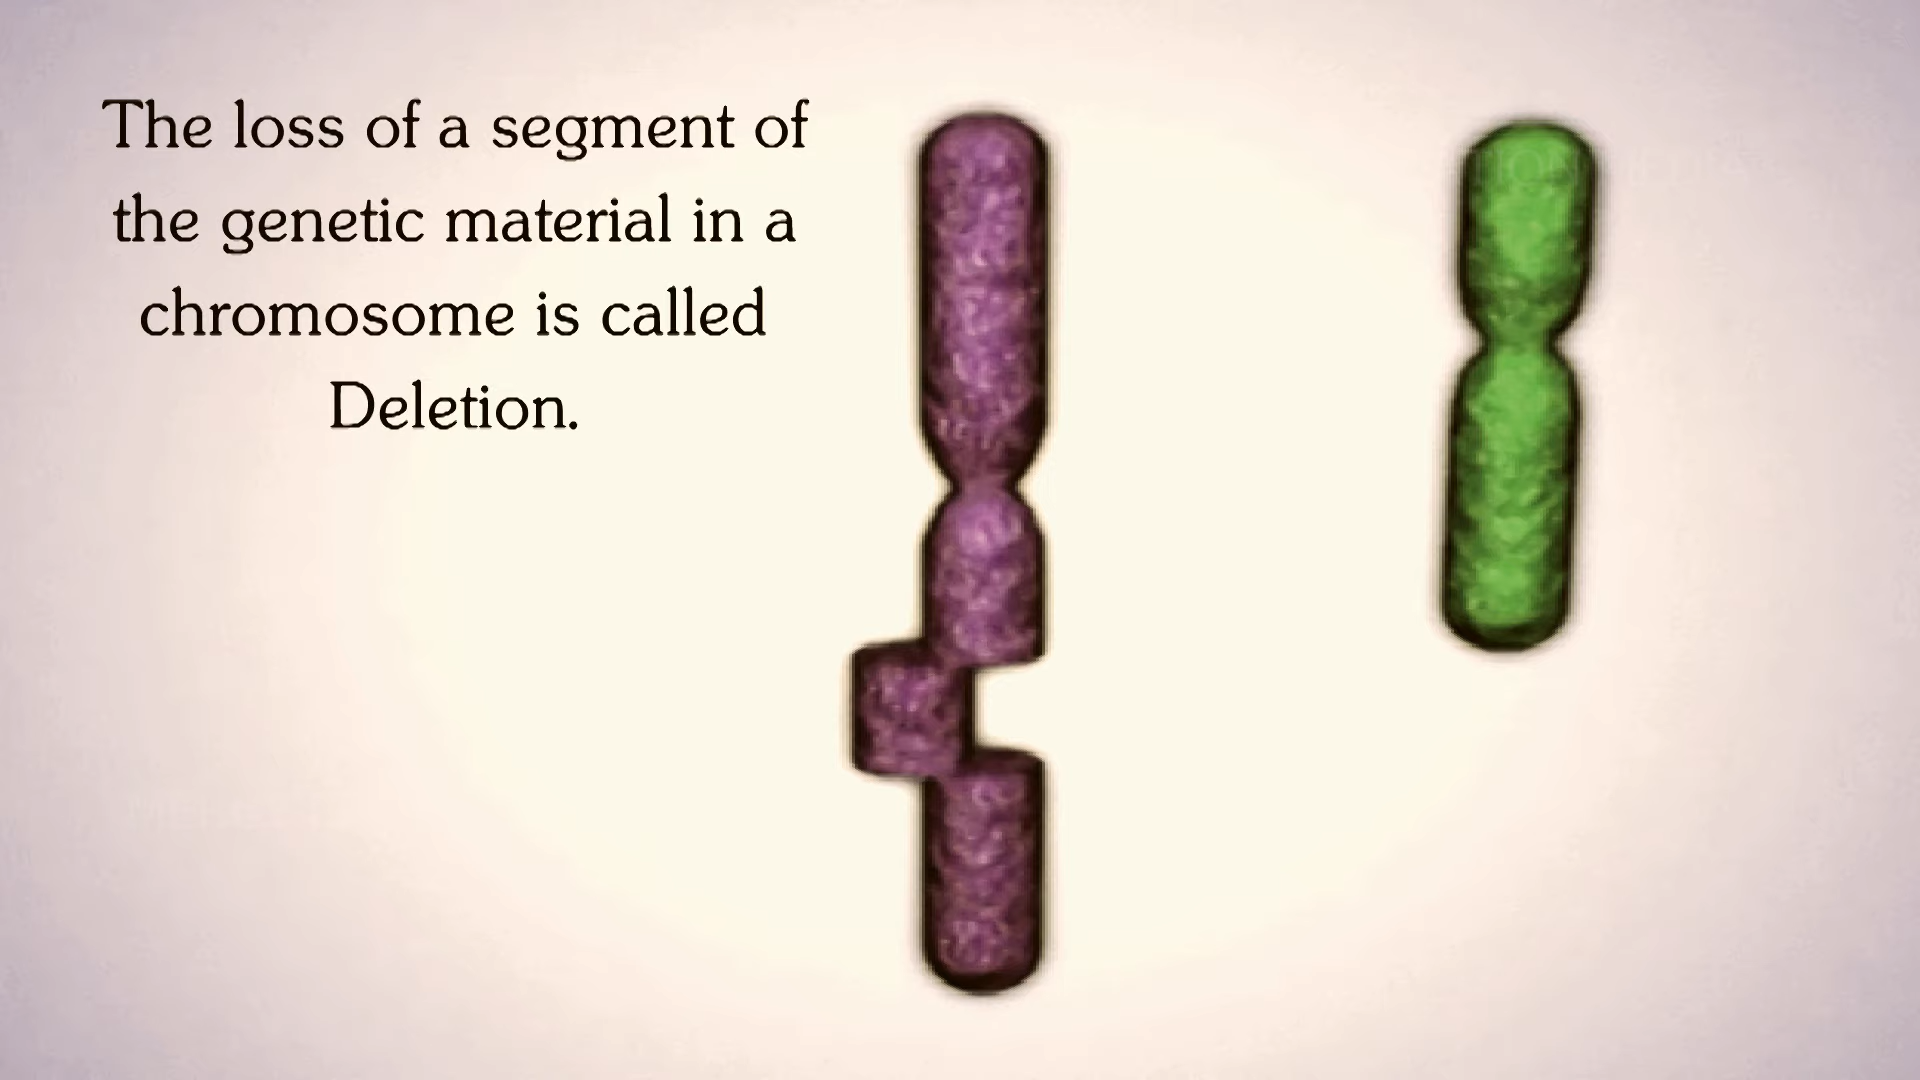 The loss of a segment of
the genetic material in a
chromosome is called
Deletion.